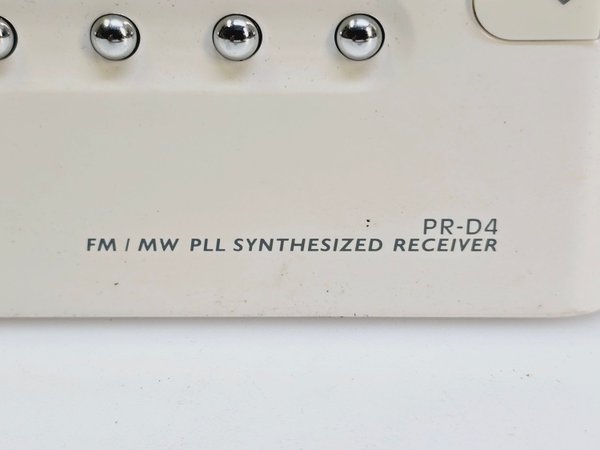 PR-D4
FM / MW PLL SYNTHESIZED RECEIVER